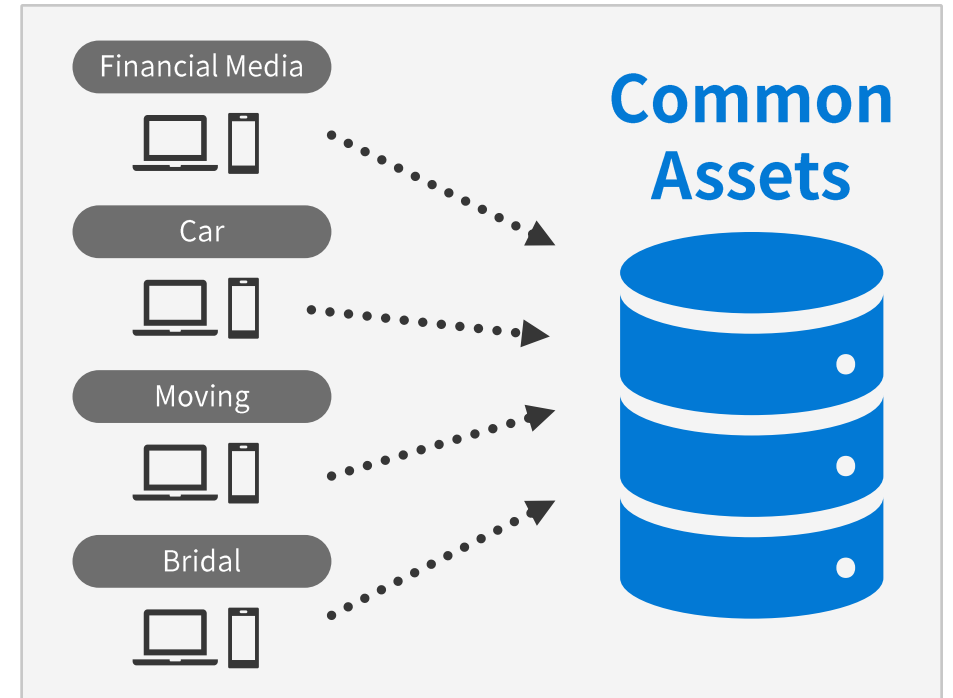 Financial Media
Common
Assets
Car
Moving
Bridal